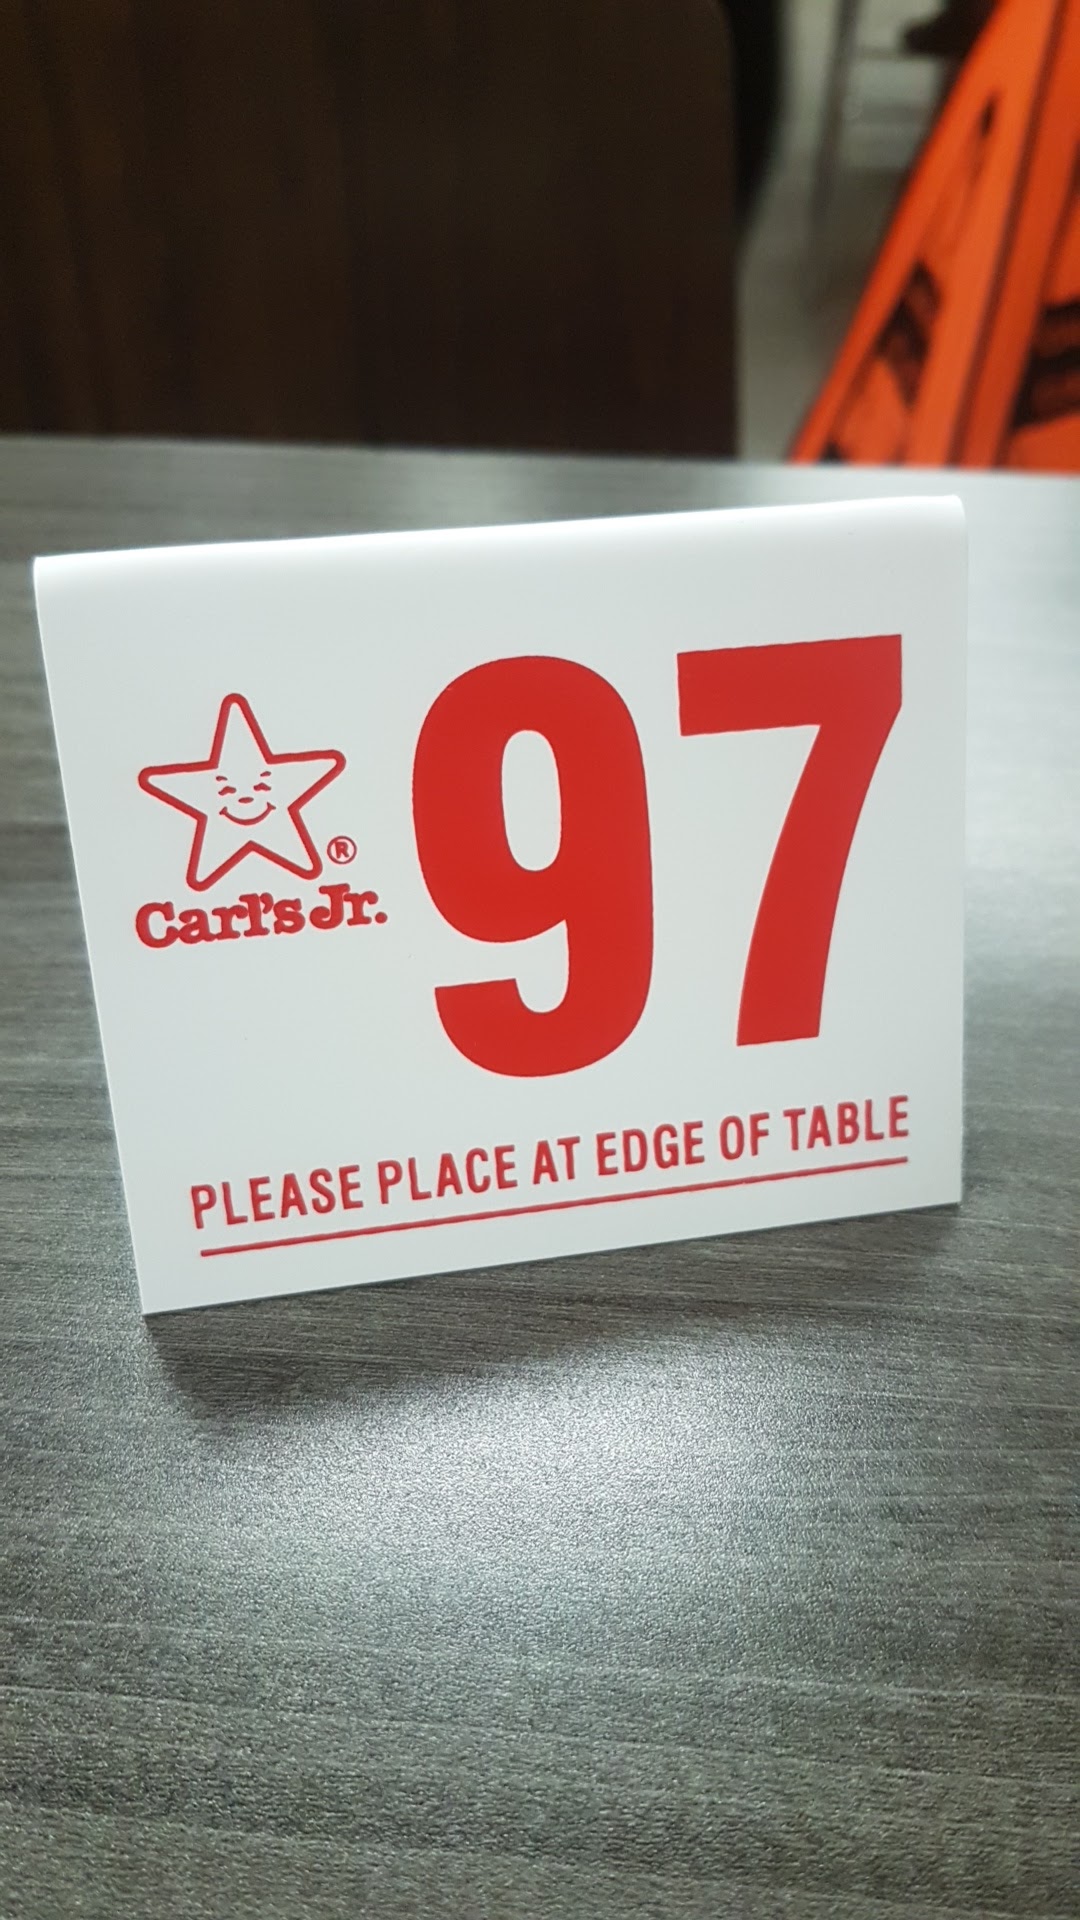 97
®
Carl's Jr.
PLEASE PLACE AT EDGE OF TABLE